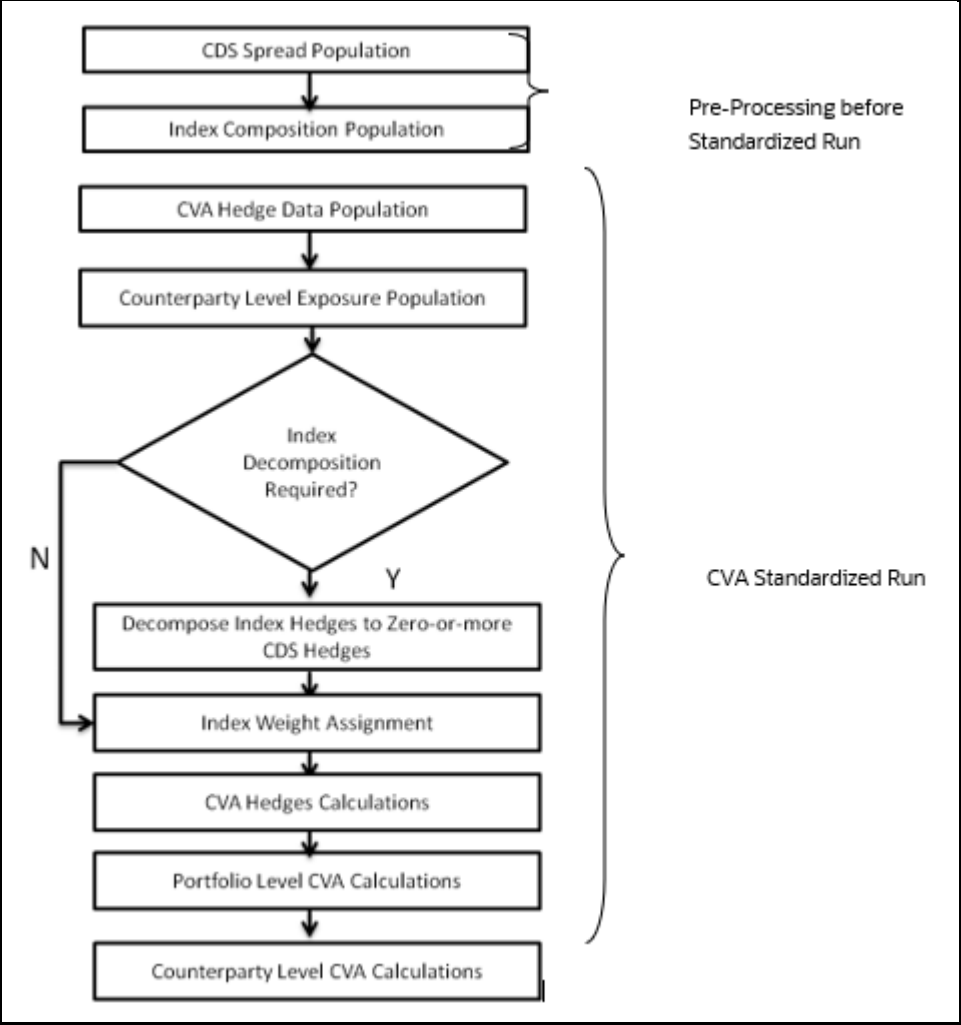 CDS Spread Population
Index Composition Population
Pre-Processing before
Standardized Run
CVA Hedge Data Population
Counterparty Level Exposure Population
Index
Decomposition
Required?
N
Y
CVA Standardized Run
Decompose Index Hedges to Zero-or-more
CDS Hedges
Index Weight Assignment
CVA Hedges Calculations
Portfolio Level CVA Calculations
Counterparty Level CVA Calculations